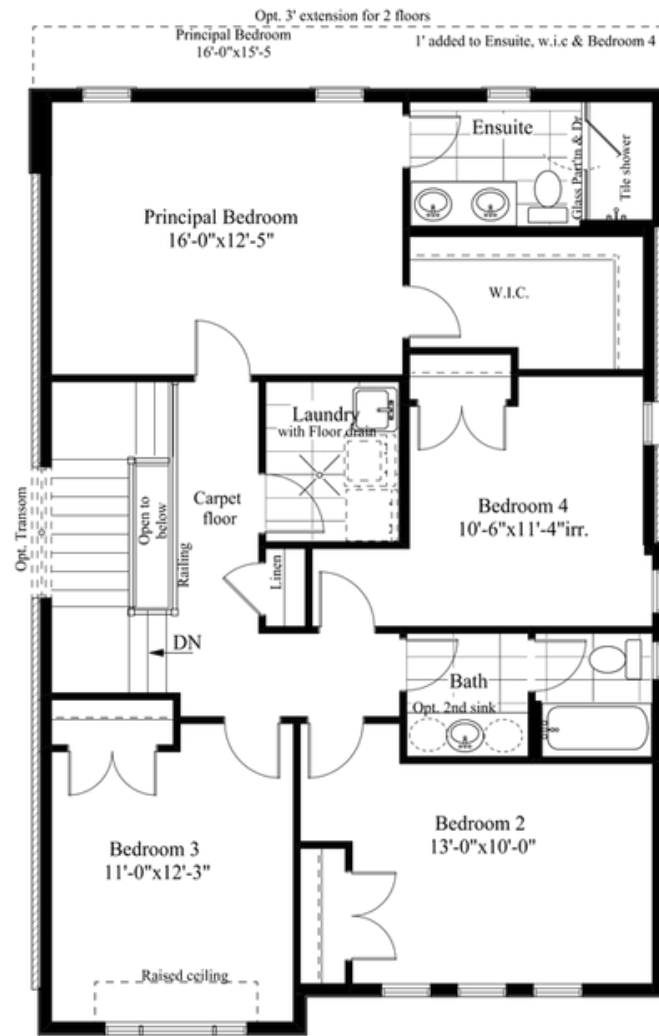 Opt. 3' extension for 2 floors
Principal Bedroom
16'-0"x15'-5
1' added to Ensuite, w.i.c & Bedroom 4
Ensuite
Glass Part'n & Dr
Tile shower
Principal Bedroom
16'-0"x12'-5"
W.I.C.
Laundry
with Floor drain
Carpet
floor
Opt. Transom
Open to
below
Railing
Bedroom 4
10'-6"x11'-4"irr.
Linen
DN
Bath
Opt. 2nd sink
Bedroom 3
11'-0"x12'-3"
Bedroom 2
13'-0"x10'-0"
Raised ceiling